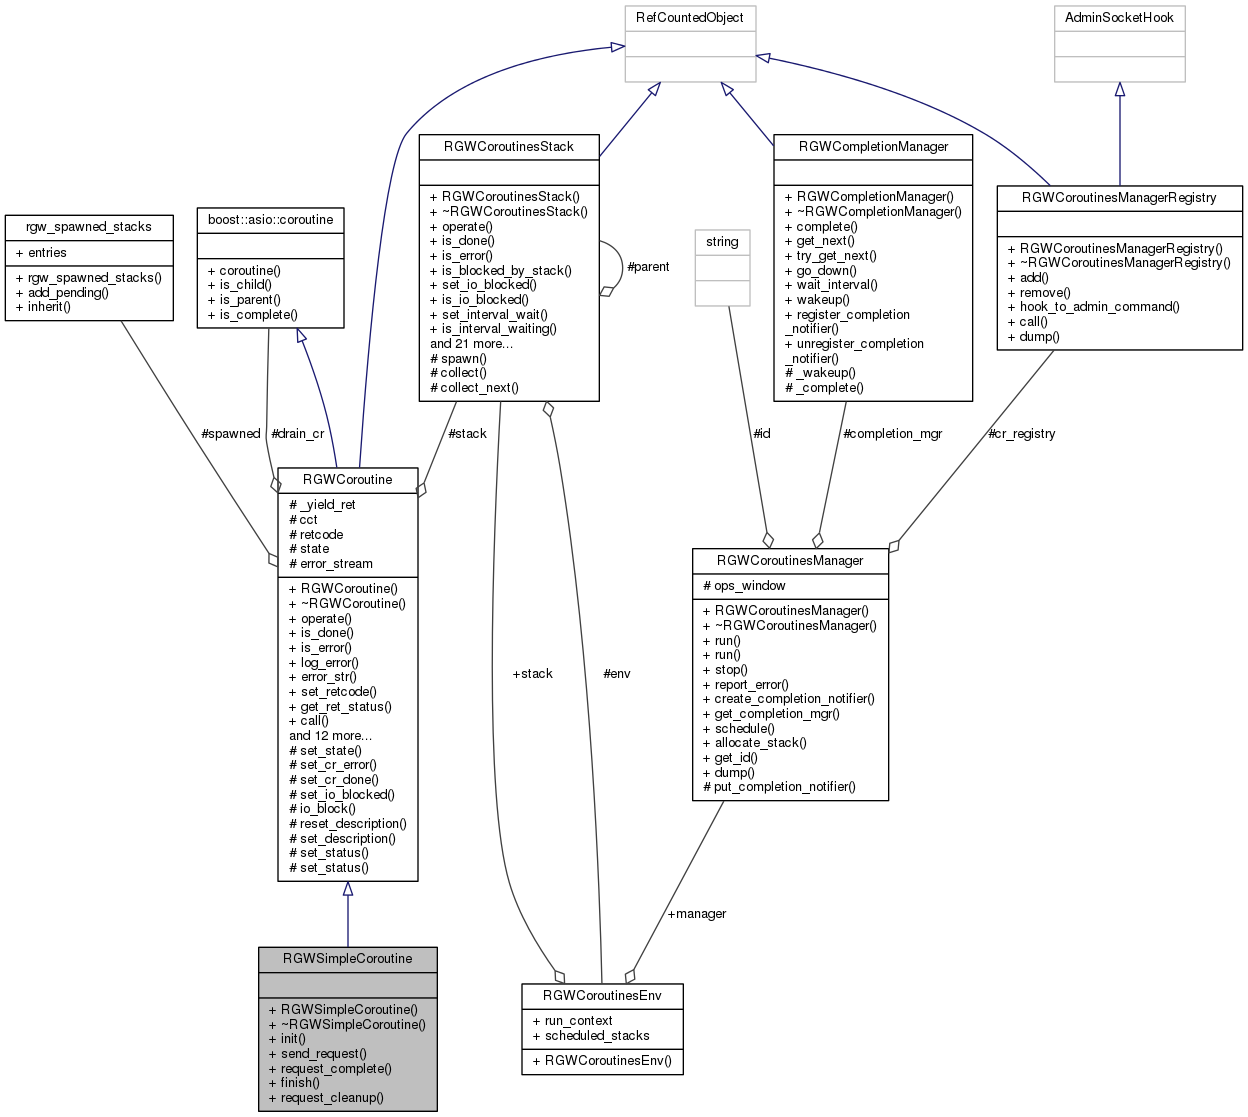 RefCountedObject
AdminSocketHook
RGWCoroutinesStack
+ RGWCoroutinesStack()
+ ~RGWCoroutinesStack()
+ operate()
+ is_done()
+ is_error()
+ is_blocked_by_stack()
+ set_io_blocked()
+ is_io_blocked()
+ set_interval_wait()
+ is_interval_waiting()
and 21 more...
# spawn()
# collect()
# collect_next()
#parent
RGWCompletionManager
+ RGWCompletionManager()
+ ~RGWCompletionManager()
+ complete()
+ get_next()
+ try_get_next()
+ go_down()
+ wait_interval()
+ wakeup()
+ register_completion
_notifier()
+ unregister_completion
_notifier()
# _wakeup()
# _complete()
RGWCoroutinesManagerRegistry
+ RGWCoroutinesManagerRegistry()
+ ~RGWCoroutinesManagerRegistry()
+ add()
+ remove()
+ hook_to_admin_command()
+ call()
+ dump()
rgw_spawned_stacks
+ entries
+ rgw_spawned_stacks()
+ add_pending()
+ inherit()
boost::asio::coroutine
+ coroutine()
+ is_child()
+ is_parent()
+ is_complete()
string
#spawned
#drain_cr
#stack
#id
#completion_mgr
#cr_registry
RGWCoroutine
# _yield_ret
# cct
# retcode
# state
# error_stream
+ RGWCoroutine()
+ ~RGWCoroutine()
+ operate()
+ is_done()
+ is_error()
+ log_error()
+ error_str()
+ set_retcode()
+ get_ret_status()
+ call()
and 12 more...
# set_state()
# set_cr_error()
# set_cr_done()
# set_io_blocked()
# io_block()
# reset_description()
# set_description()
# set_status()
# set_status()
RGWCoroutinesManager
# ops_window
+ RGWCoroutinesManager()
+ ~RGWCoroutinesManager()
+ run()
+ run()
+ stop()
+ report_error()
+ create_completion_notifier()
+ get_completion_mgr()
+ schedule()
+ allocate_stack()
+ get_id()
+ dump()
# put_completion_notifier()
+stack
#env
+manager
RGWSimpleCoroutine
+ RGWSimpleCoroutine()
+ ~RGWSimpleCoroutine()
+ init()
+ send_request()
+ request_complete()
+ finish()
+ request_cleanup()
RGWCoroutinesEnv
+ run_context
+ scheduled_stacks
+ RGWCoroutinesEnv()